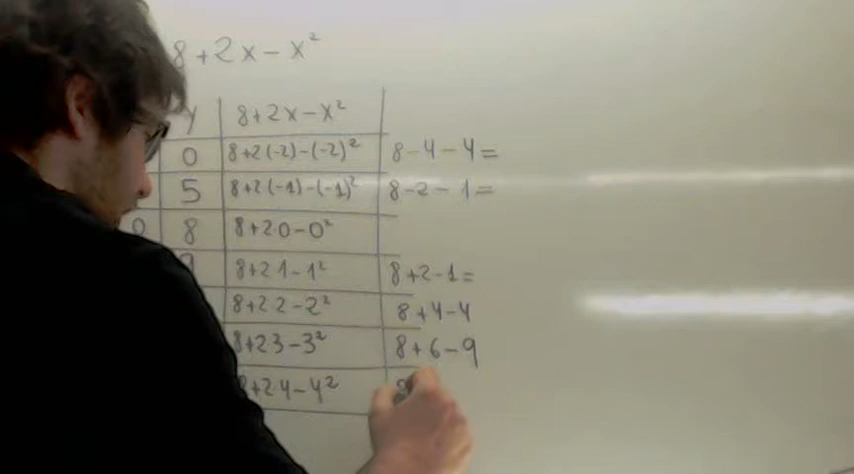 8+2x-x²
y 8+2x-x²
0 8+2(-2)-(-2)² 8-4-4=
5 8+2(-1)-(-1)² 8-2-1=
0 8 8+2·0-0²
9 8+2·1-1² 8+2-1=
8+2·2-2² 8+4-4
8+2·3-3² 8+6-9
8+2·4-4² 8